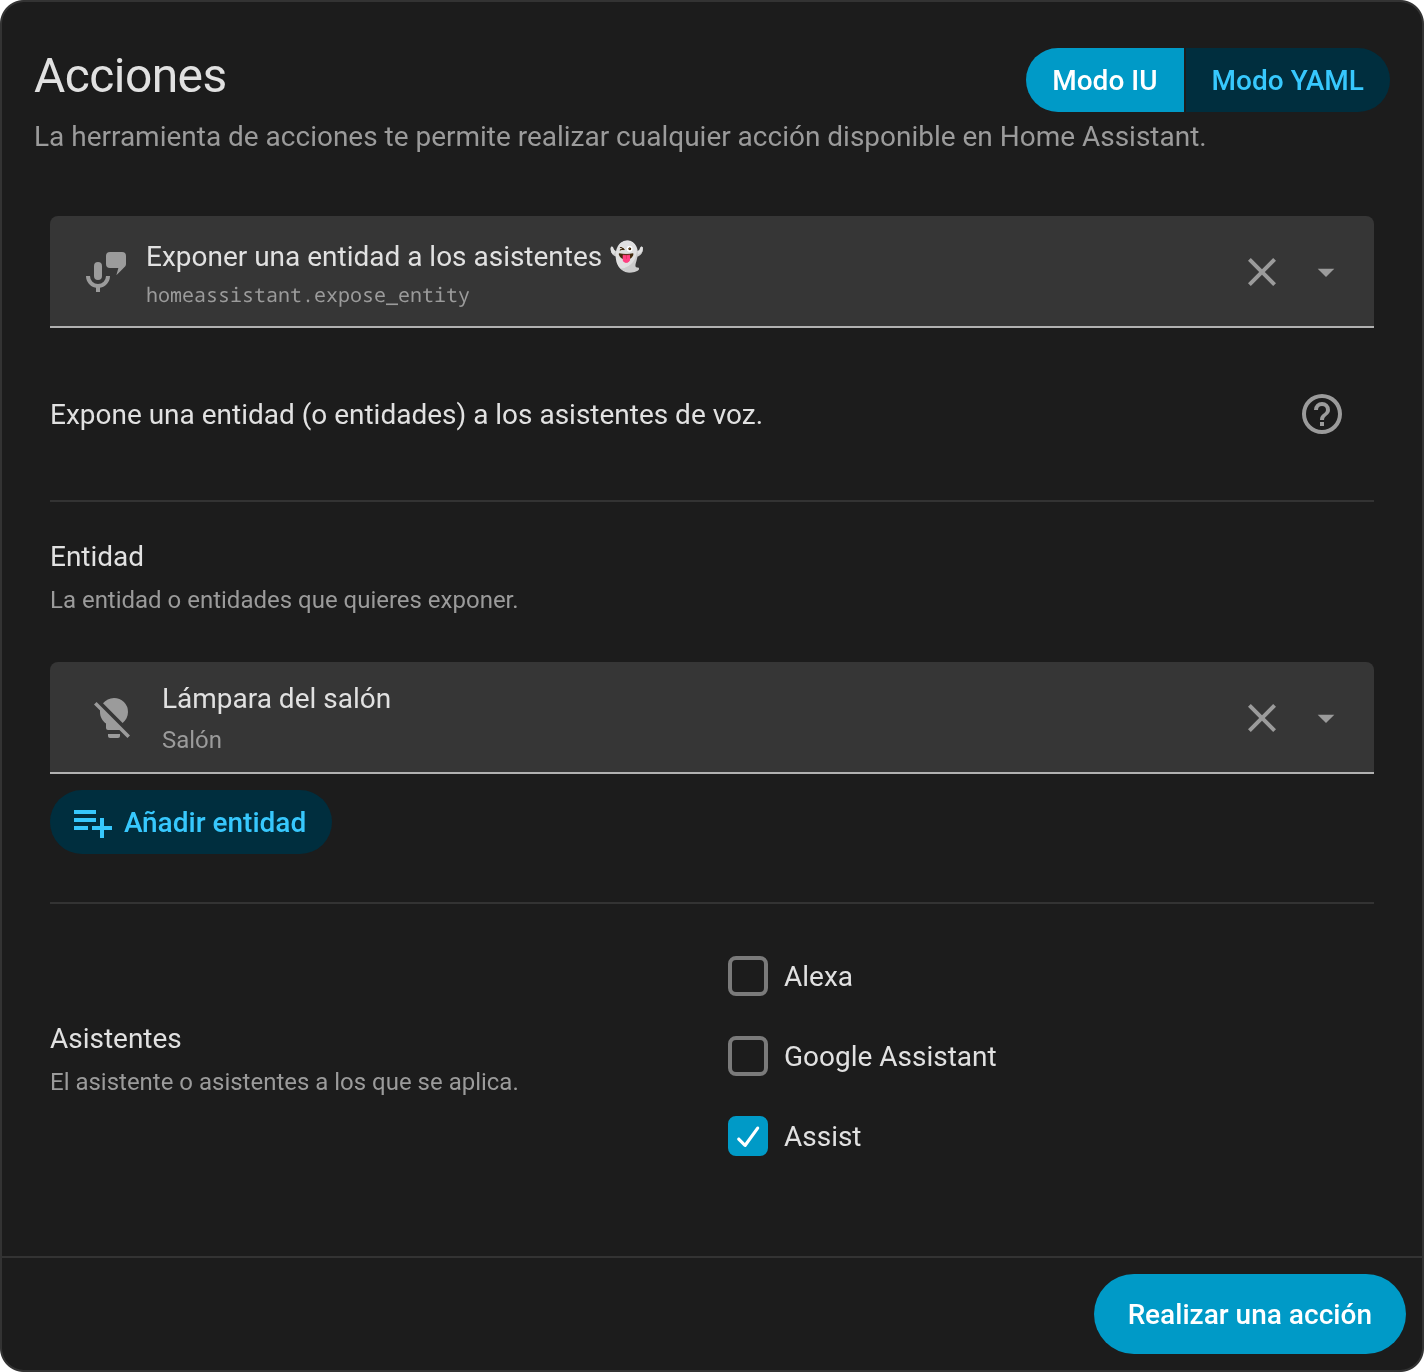 Acciones
Modo IU
Modo YAML
La herramienta de acciones te permite realizar cualquier acción disponible en Home Assistant.
Exponer una entidad a los asistentes 👻
homeassistant.expose_entity
Expone una entidad (o entidades) a los asistentes de voz.
Entidad
La entidad o entidades que quieres exponer.
Lámpara del salón
Salón
Añadir entidad
Asistentes
El asistente o asistentes a los que se aplica.
Alexa
Google Assistant
Assist
Realizar una acción